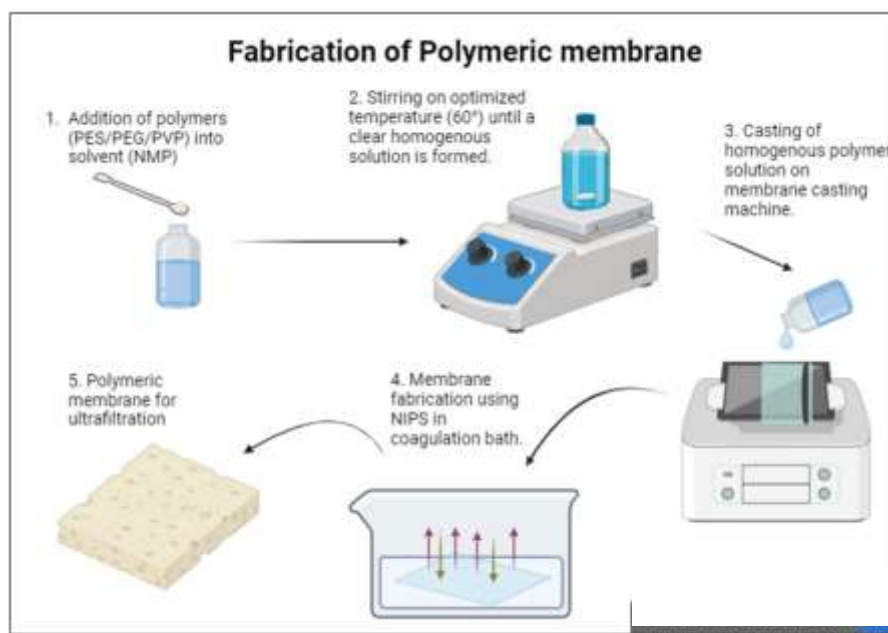 Fabrication of Polymeric membrane
1. Addition of polymers
(PES/PEG/PVP) into
solvent (NMP)
2. Stirring on optimized
temperature (60°) until a
clear homogenous
solution is formed.
3. Casting of
homogenous polymer
solution on
membrane casting
machine.
4. Membrane
fabrication using
NIPS in
coagulation bath.
5. Polymeric
membrane for
ultrafiltration